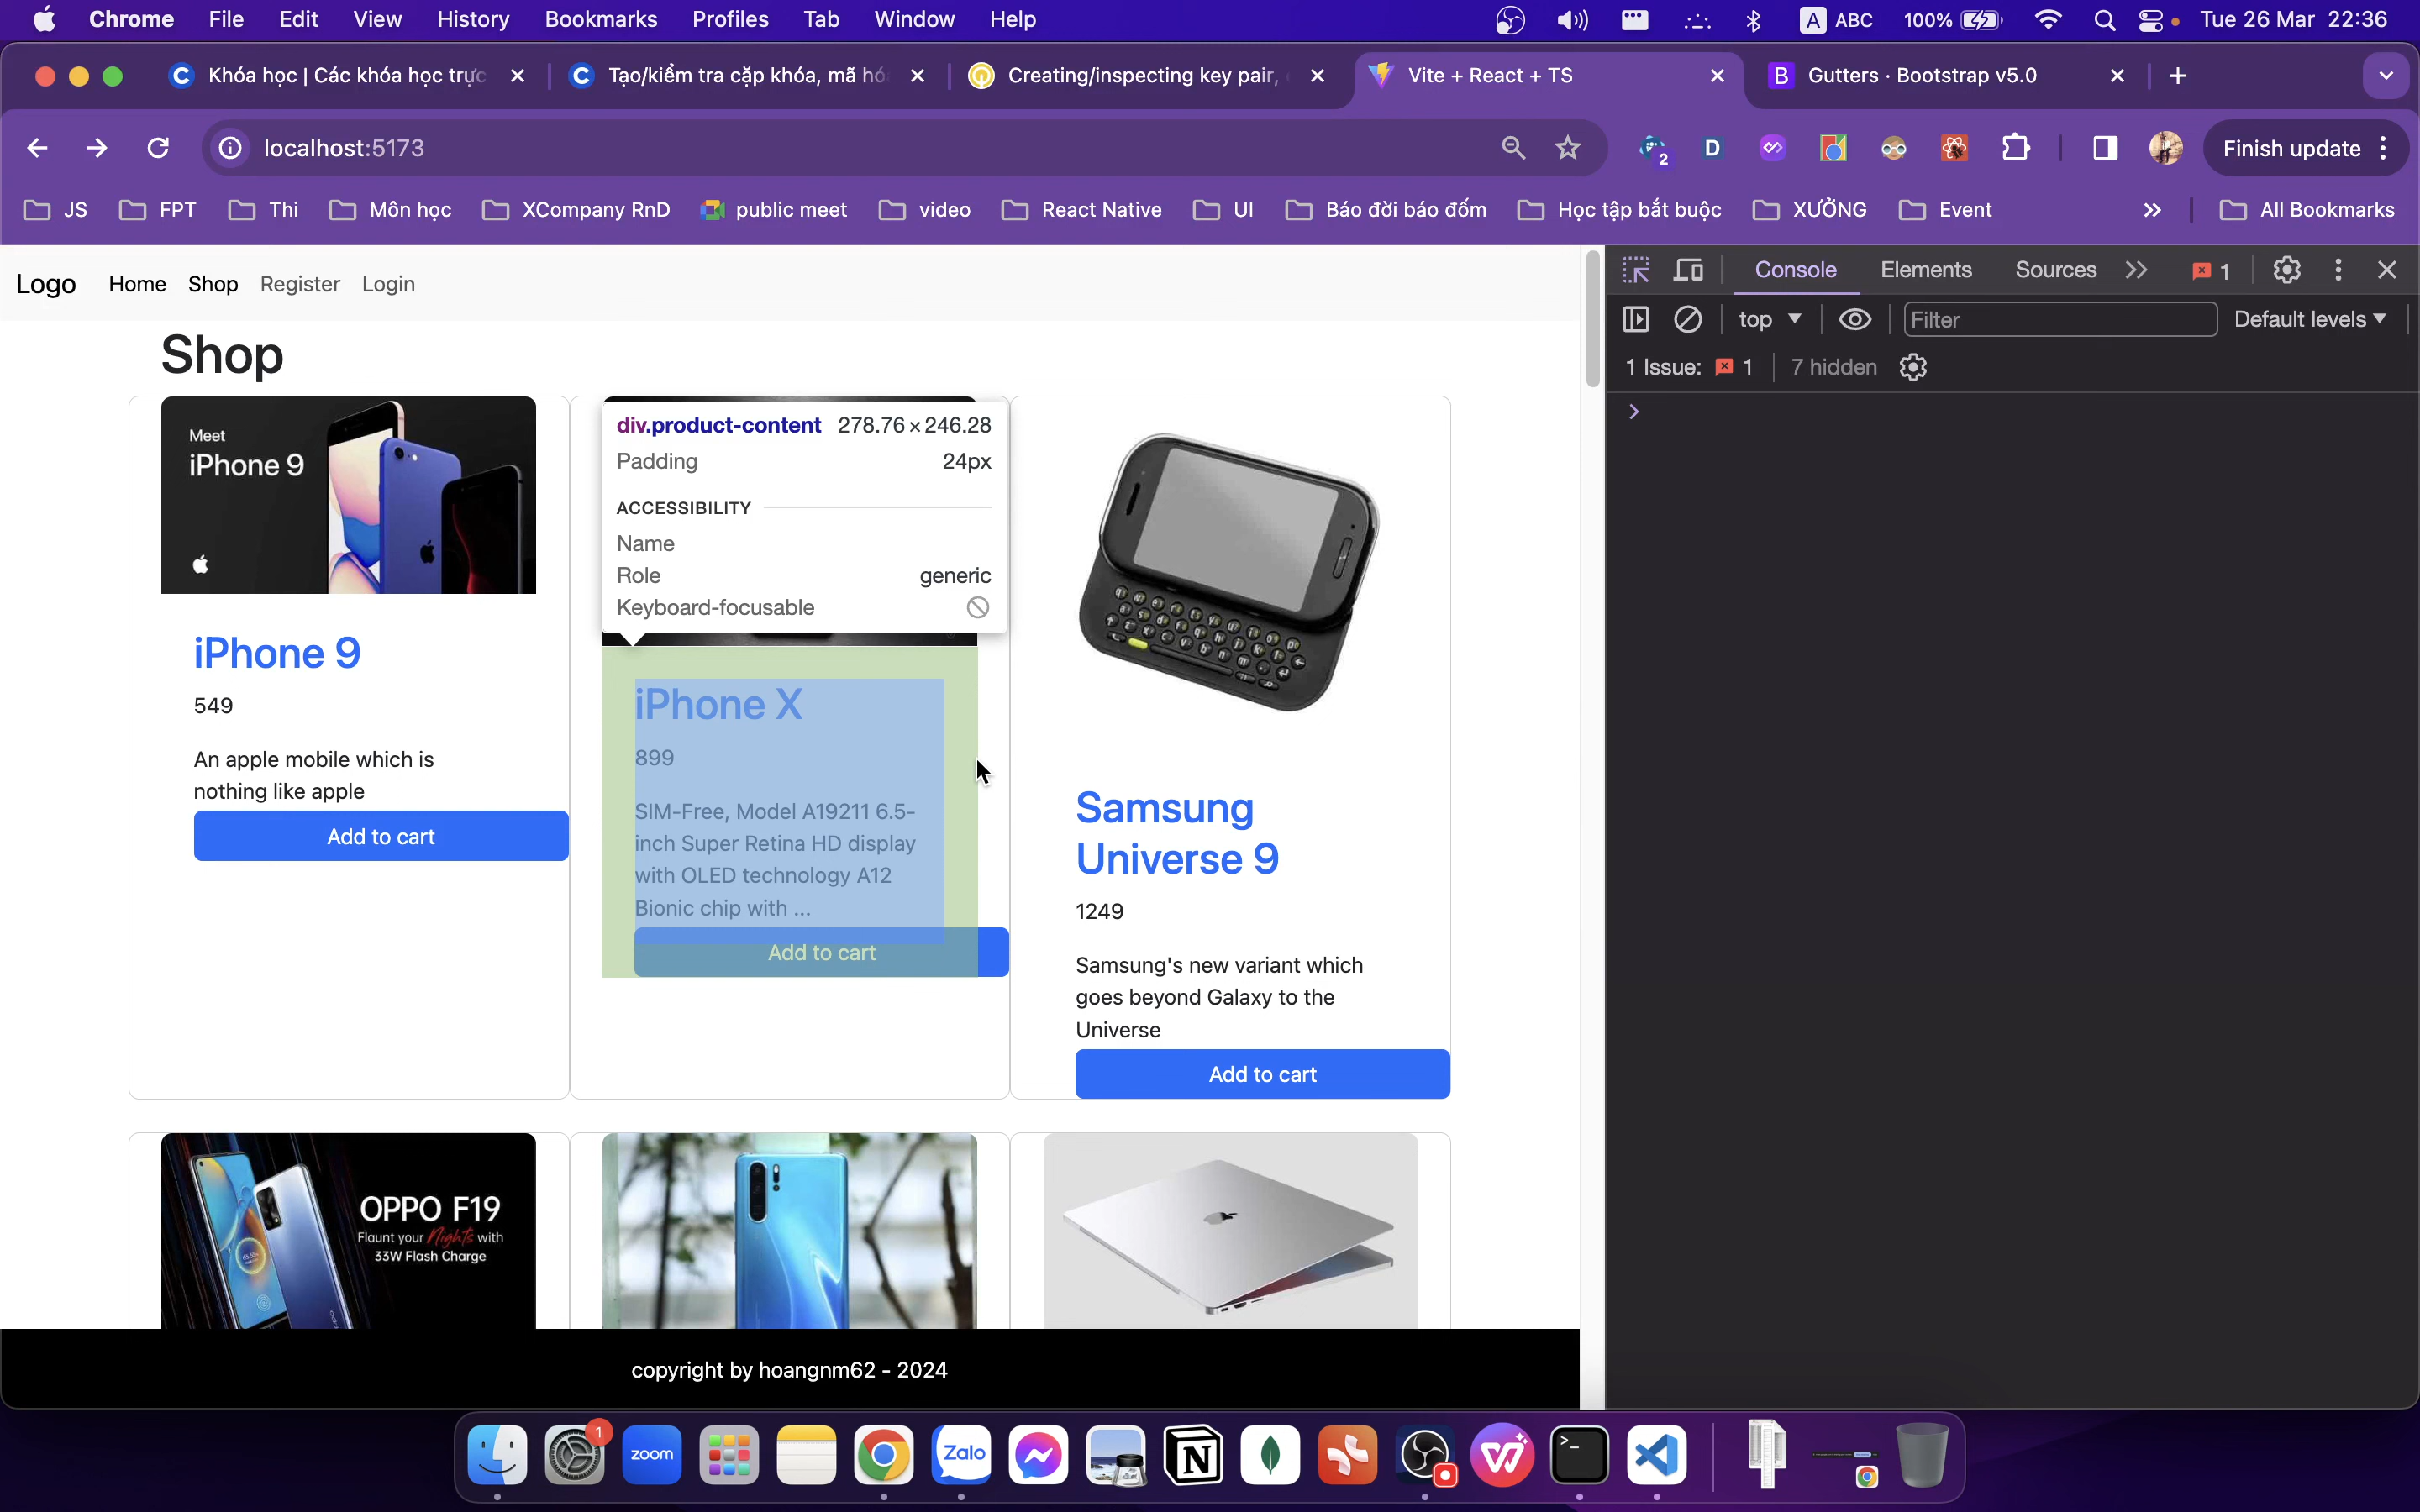 Chrome File Edit View History Bookmarks Profiles Tab Window Help A ABC 100% Tue 26 Mar 22:36
Khóa học | Các khóa học trực Tạo/kiểm tra cặp khóa, mã hó Creating/inspecting key pair, Vite + React + TS B Gutters · Bootstrap v5.0
localhost:5173 2 D Finish update
JS FPT Thi Môn học XCompany RnD public meet video React Native UI Báo đời báo đốm Học tập bắt buộc XƯỞNG Event All Bookmarks
Logo Home Shop Register Login
Console Elements Sources 1
top Filter Default levels
1 Issue: 1 7 hidden
Shop
Meet
iPhone 9
iPhone 9
549
An apple mobile which is
nothing like apple
Add to cart
div.product-content 278.76×246.28
Padding 24px
ACCESSIBILITY
Name
Role generic
Keyboard-focusable
iPhone X
899
SIM-Free, Model A19211 6.5-
inch Super Retina HD display
with OLED technology A12
Bionic chip with ...
Add to cart
Samsung
Universe 9
1249
Samsung's new variant which
goes beyond Galaxy to the
Universe
Add to cart
OPPO F19
Flaunt your Nights with
33W Flash Charge
copyright by hoangnm62 - 2024
1 zoom Zalo